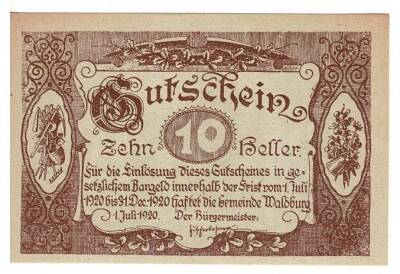 Gutschein
Zehn 10 Heller.
Für die Einlösung dieses Gutscheines in ge-
setzlichem Bargeld innerhalb der Frist vom 1. Juli
1920 bis 31. Dez. 1920 haftet die Gemeinde Waldburg
1. Juli 1920. Der Bürgermeister: